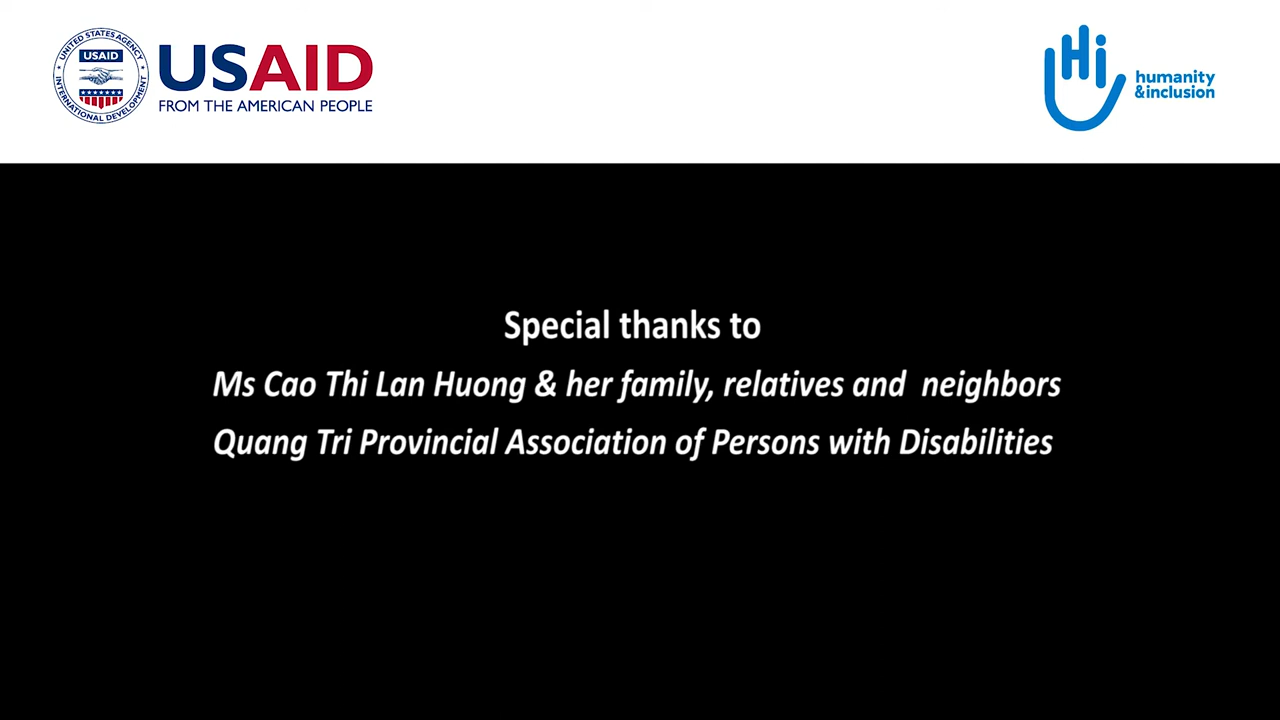 UNITED STATES AGENCY
USAID
INTERNATIONAL DEVELOPMENT
USAID
FROM THE AMERICAN PEOPLE
Hi
humanity
&inclusion
Special thanks to
Ms Cao Thi Lan Huong & her family, relatives and  neighbors
Quang Tri Provincial Association of Persons with Disabilities